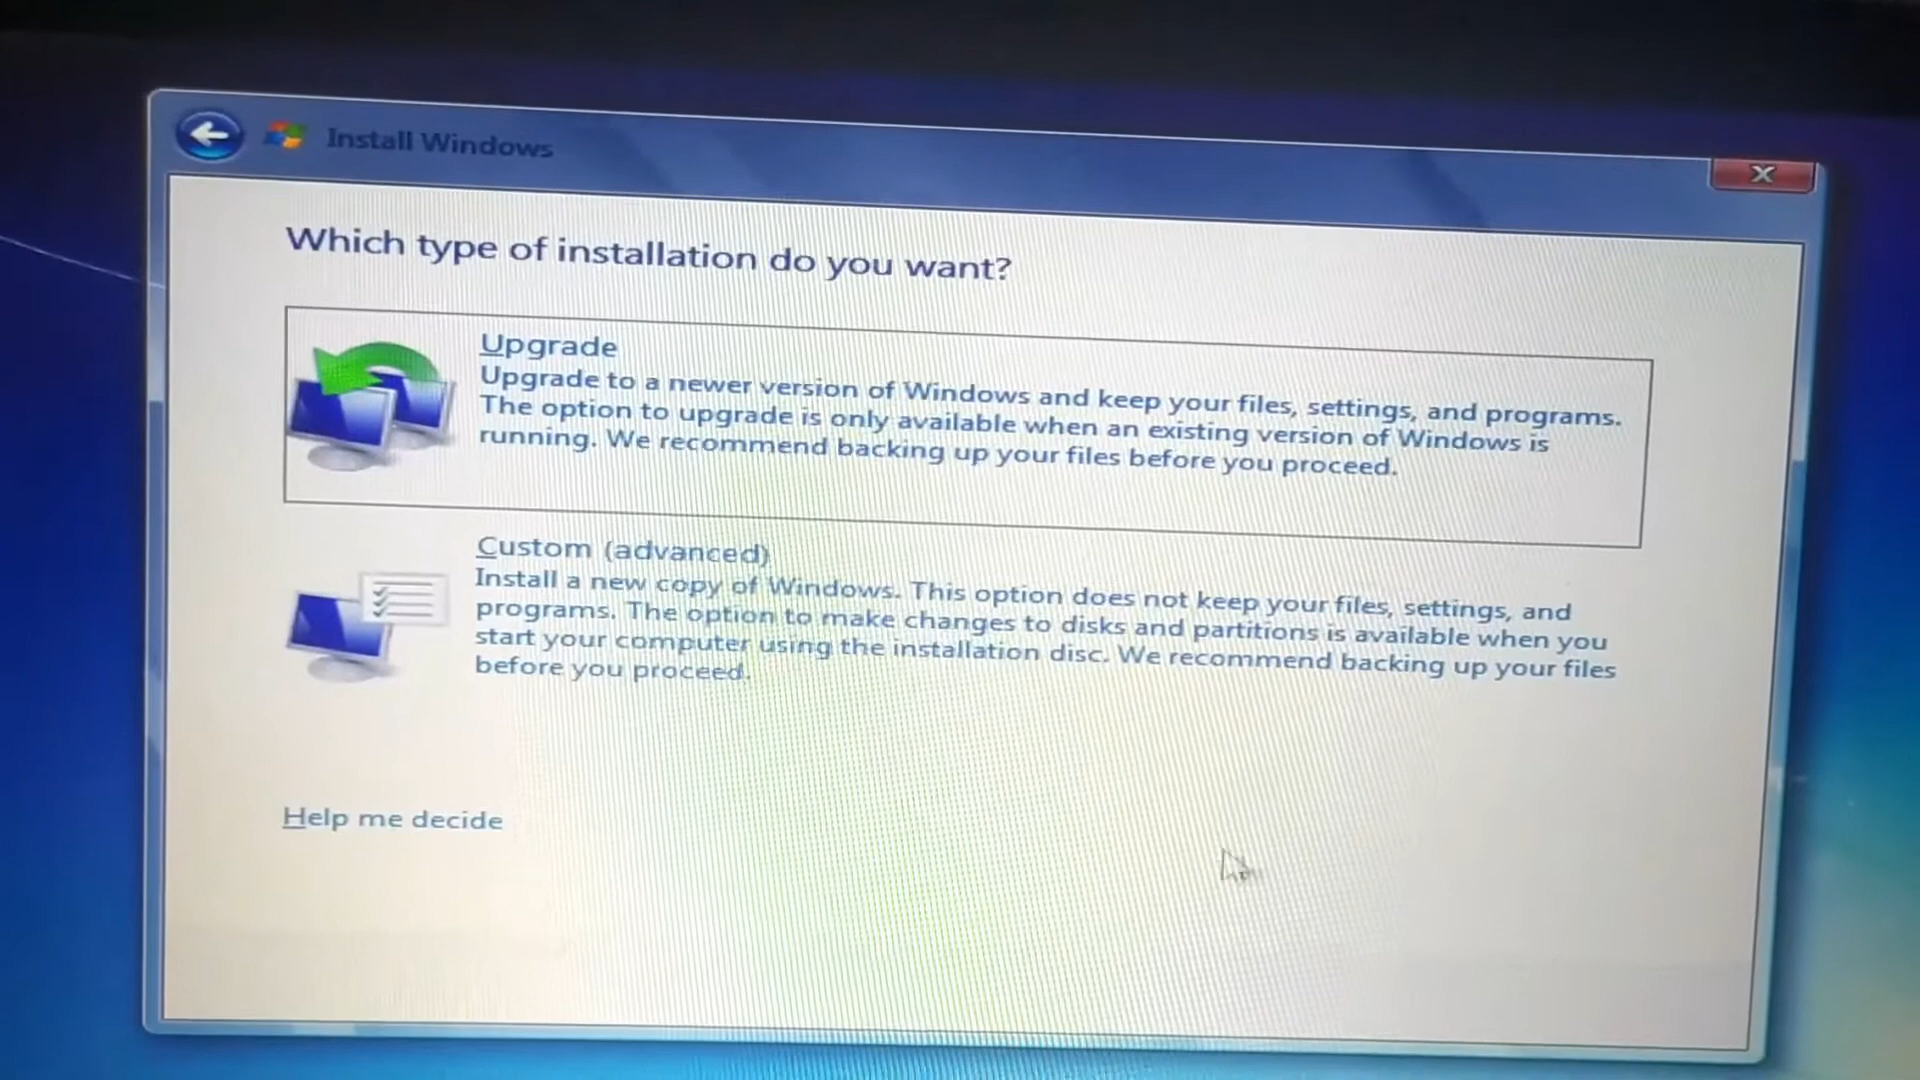 Install Windows
X
Which type of installation do you want?
Upgrade
Upgrade to a newer version of Windows and keep your files, settings, and programs.
The option to upgrade is only available when an existing version of Windows is
running. We recommend backing up your files before you proceed.
Custom (advanced)
Install a new copy of Windows. This option does not keep your files, settings, and
programs. The option to make changes to disks and partitions is available when you
start your computer using the installation disc. We recommend backing up your files
before you proceed.
Help me decide